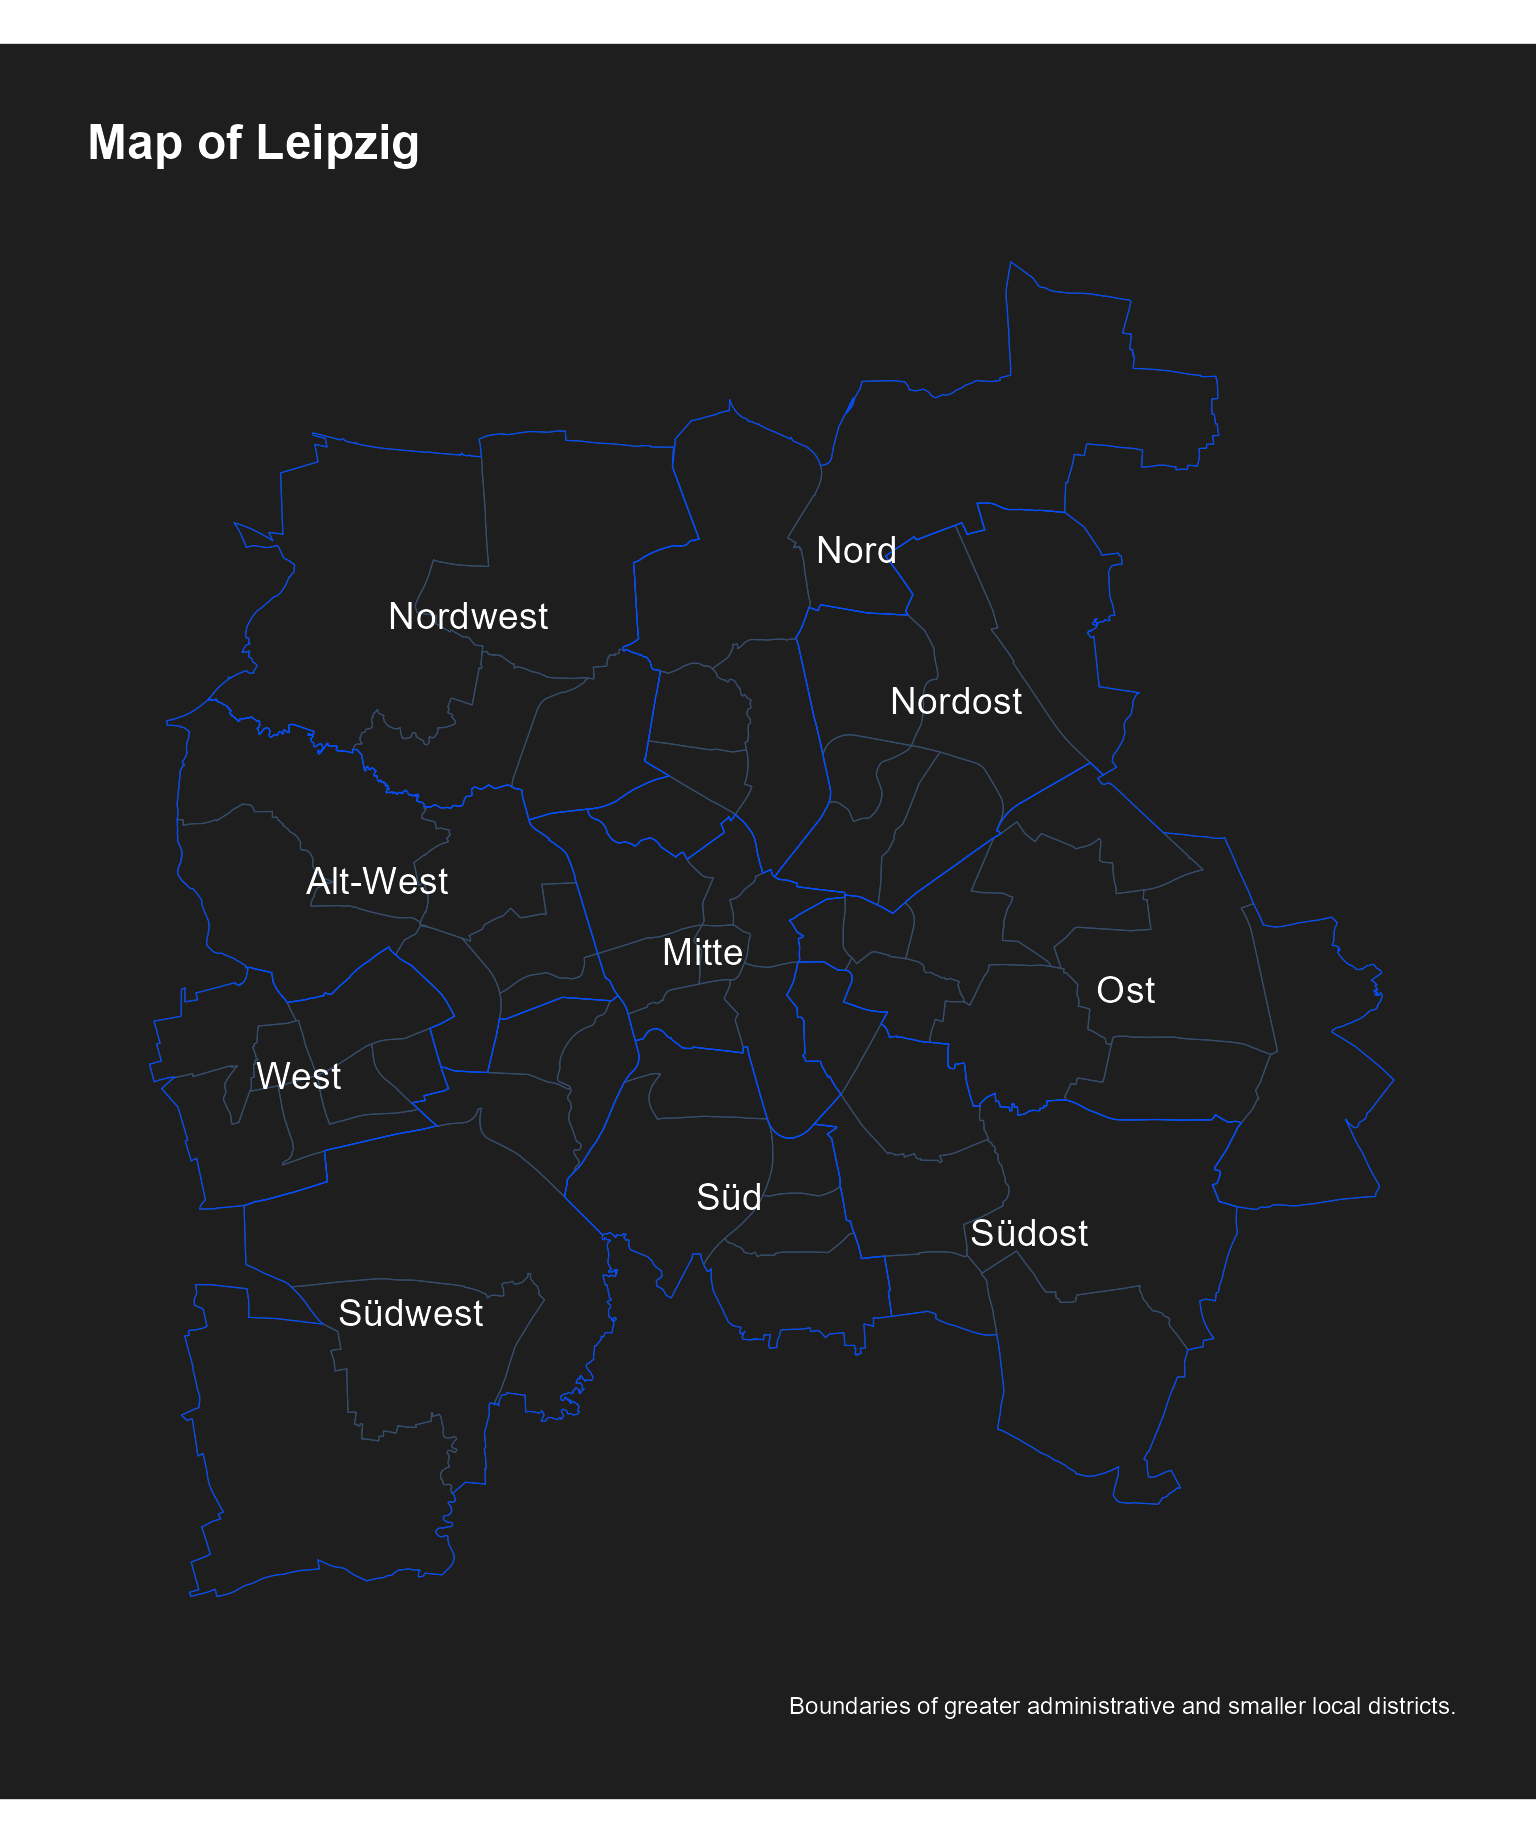 Map of Leipzig
Nord
Nordwest
Nordost
Alt-West
Mitte
Ost
West
Süd
Südost
Südwest
Boundaries of greater administrative and smaller local districts.